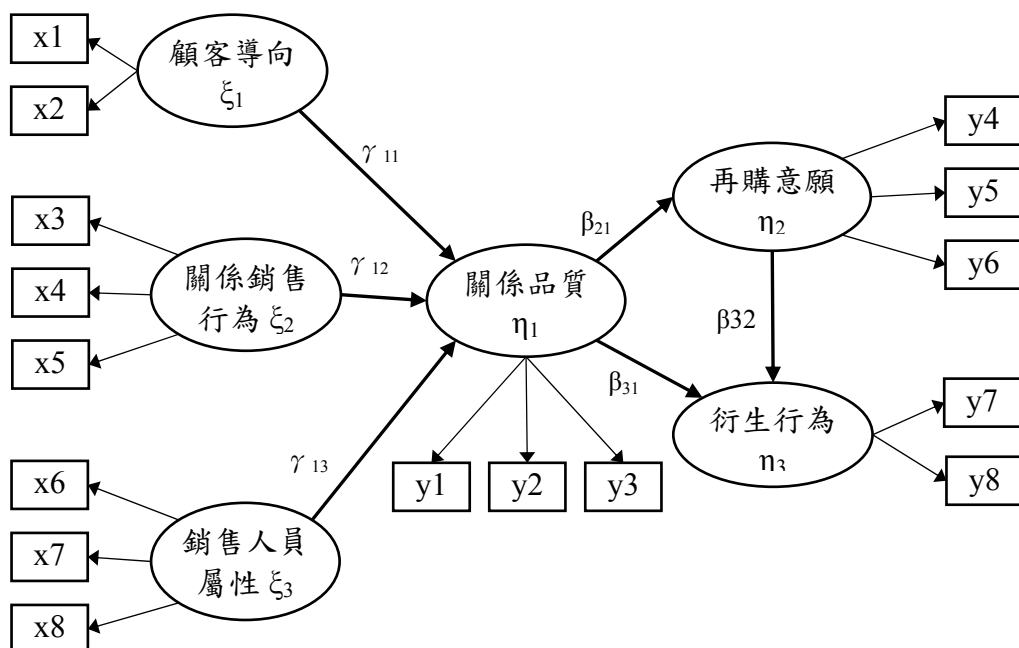 x1
x2
顧客導向
ξ1
γ 11
x3
x4
x5
關係銷售
行為 ξ2
γ 12
x6
x7
x8
銷售人員
屬性 ξ3
γ 13
關係品質
η1
y1
y2
y3
β21
β31
再購意願
η2
y4
y5
y6
β32
衍生行為
η3
y7
y8